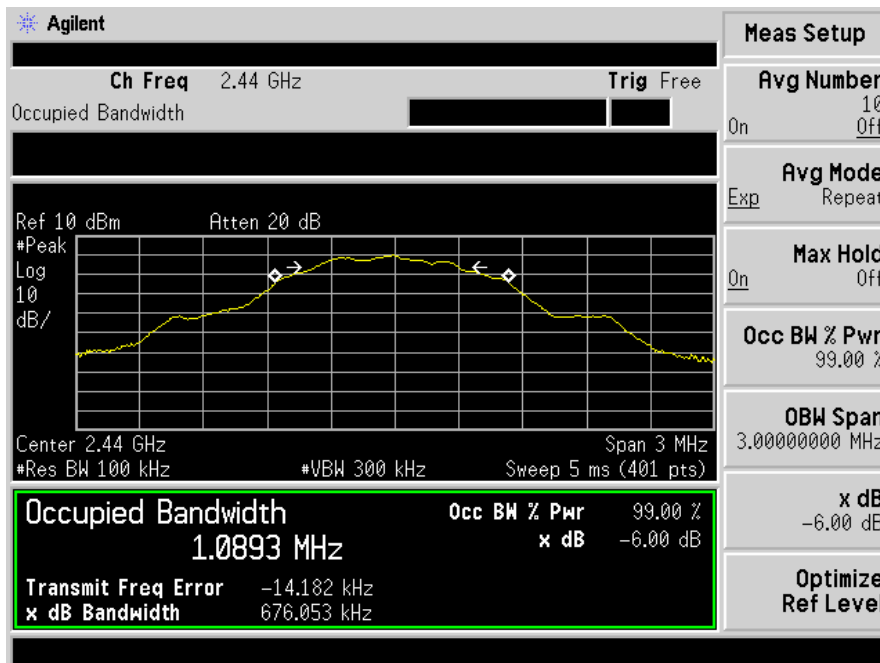 Agilent
Ch Freq 2.44 GHz Trig Free
Occupied Bandwidth
Ref 10 dBm Atten 20 dB
#Peak
Log
10
dB/
Center 2.44 GHz Span 3 MHz
#Res BW 100 kHz #VBW 300 kHz Sweep 5 ms (401 pts)
Occupied Bandwidth
1.0893 MHz
Occ BW % Pwr 99.00 %
x dB -6.00 dB
Transmit Freq Error -14.182 kHz
x dB Bandwidth 676.053 kHz
Meas Setup
Avg Number
10
On Off
Avg Mode
Exp Repeat
Max Hold
On Off
Occ BW % Pwr
99.00 %
OBW Span
3.00000000 MHz
x dB
-6.00 dB
Optimize
Ref Level